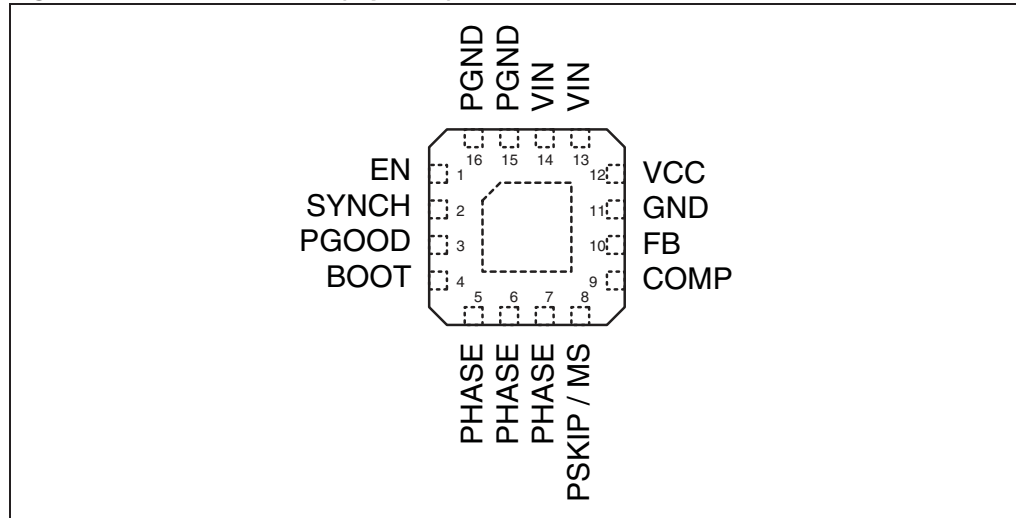 PGND
PGND
VIN
VIN
16 15 14 13
EN 1
SYNCH 2
PGOOD 3
BOOT 4
12 VCC
11 GND
10 FB
9 COMP
5 6 7 8
PHASE
PHASE
PHASE
PSKIP / MS